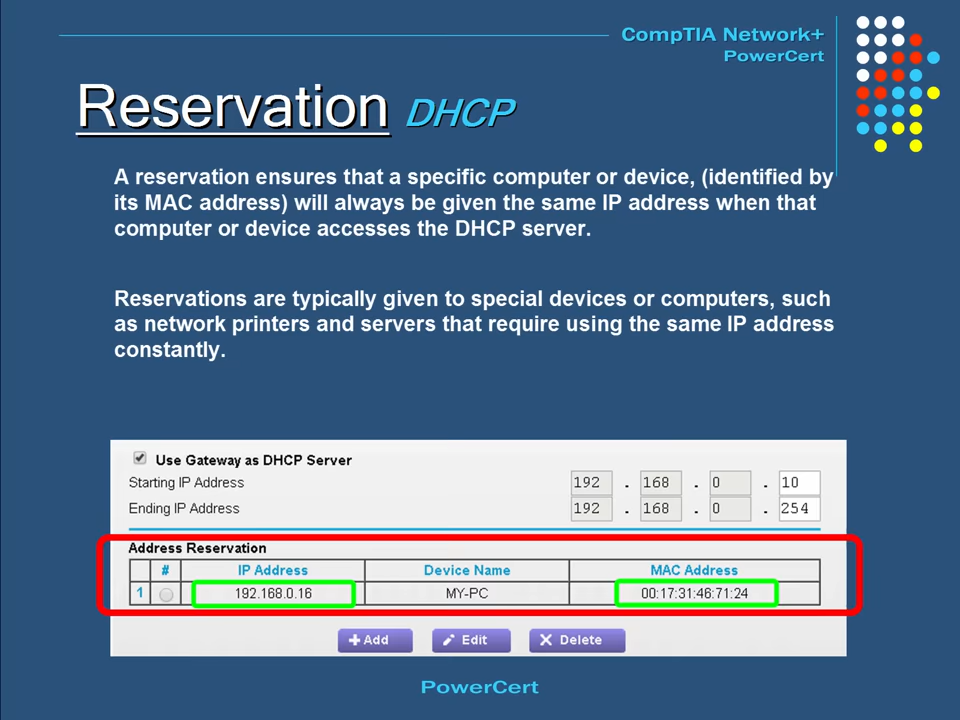 CompTIA Network+
PowerCert
Reservation DHCP
A reservation ensures that a specific computer or device, (identified by
its MAC address) will always be given the same IP address when that
computer or device accesses the DHCP server.
Reservations are typically given to special devices or computers, such
as network printers and servers that require using the same IP address
constantly.
Use Gateway as DHCP Server
Starting IP Address 192 . 168 . 0 . 10
Ending IP Address 192 . 168 . 0 . 254
Address Reservation
# IP Address Device Name MAC Address
1 192.168.0.16 MY-PC 00:17:31:46:71:24
Add Edit Delete
PowerCert